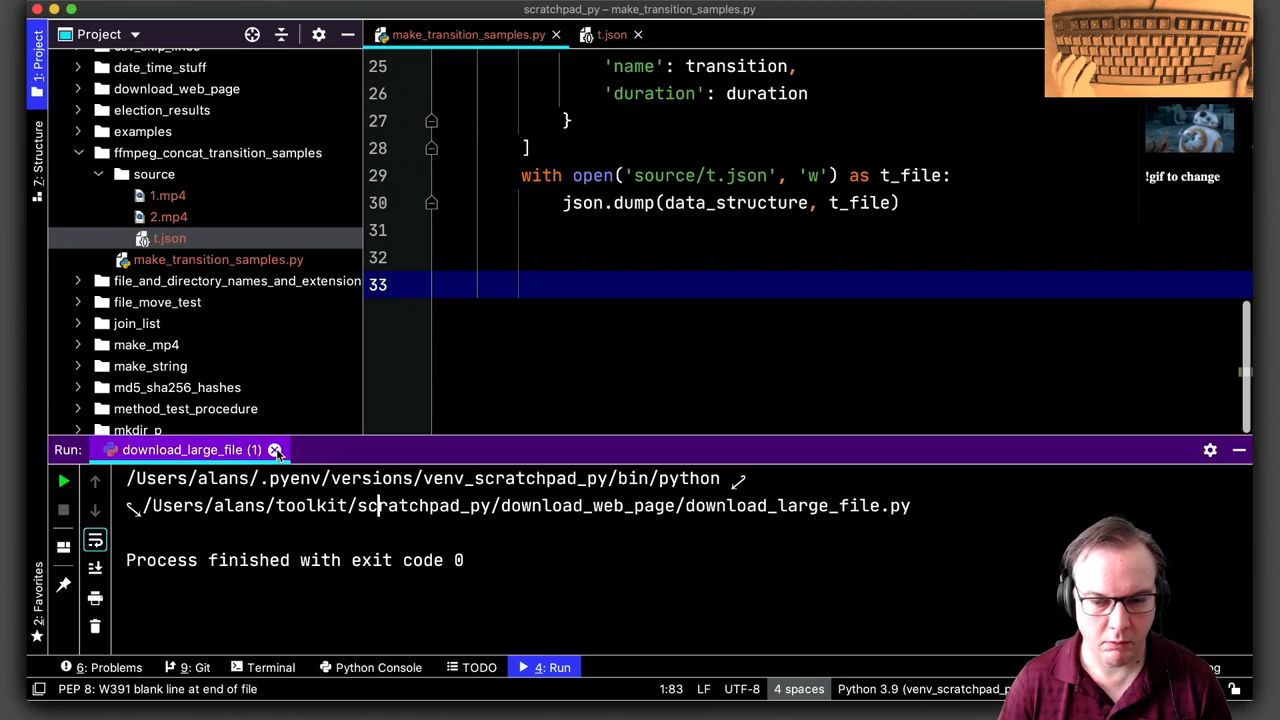 scratchpad_py – make_transition_samples.py
1: Project
Project
make_transition_samples.py
t.json
date_time_stuff
download_web_page
election_results
examples
ffmpeg_concat_transition_samples
source
1.mp4
2.mp4
t.json
make_transition_samples.py
file_and_directory_names_and_extension
file_move_test
join_list
make_mp4
make_string
md5_sha256_hashes
method_test_procedure
mkdir_p
7: Structure
2: Favorites
25 'name': transition,
26 'duration': duration
27 }
28 ]
29 with open('source/t.json', 'w') as t_file:
30 json.dump(data_structure, t_file)
31
32
33
!gif to change
Run: download_large_file (1)
/Users/alans/.pyenv/versions/venv_scratchpad_py/bin/python
/Users/alans/toolkit/scratchpad_py/download_web_page/download_large_file.py
Process finished with exit code 0
6: Problems 9: Git Terminal Python Console TODO 4: Run
PEP 8: W391 blank line at end of file 1:83 LF UTF-8 4 spaces Python 3.9 (venv_scratchpad_p